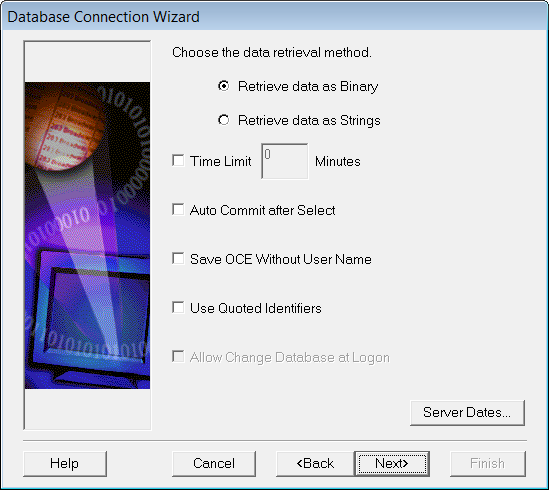 Database Connection Wizard
Choose the data retrieval method.
Retrieve data as Binary
Retrieve data as Strings
Time Limit 0 Minutes
Auto Commit after Select
Save OCE Without User Name
Use Quoted Identifiers
Allow Change Database at Logon
Server Dates...
Help Cancel <Back Next> Finish